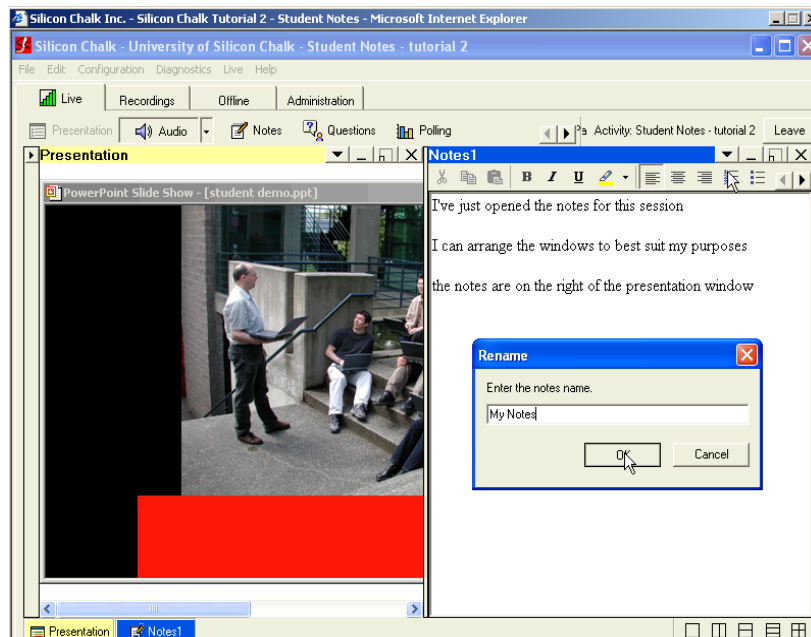 Silicon Chalk Inc. - Silicon Chalk Tutorial 2 - Student Notes - Microsoft Internet Explorer
Silicon Chalk - University of Silicon Chalk - Student Notes - tutorial 2
File Edit Configuration Diagnostics Live Help
Live Recordings Offline Administration
Presentation Audio Notes Questions Polling Activity: Student Notes - tutorial 2 Leave
Presentation
Notes1
B I U
PowerPoint Slide Show - [student demo.ppt]
I've just opened the notes for this session
I can arrange the windows to best suit my purposes
the notes are on the right of the presentation window
Rename
Enter the notes name.
My Notes
OK Cancel
Presentation Notes1